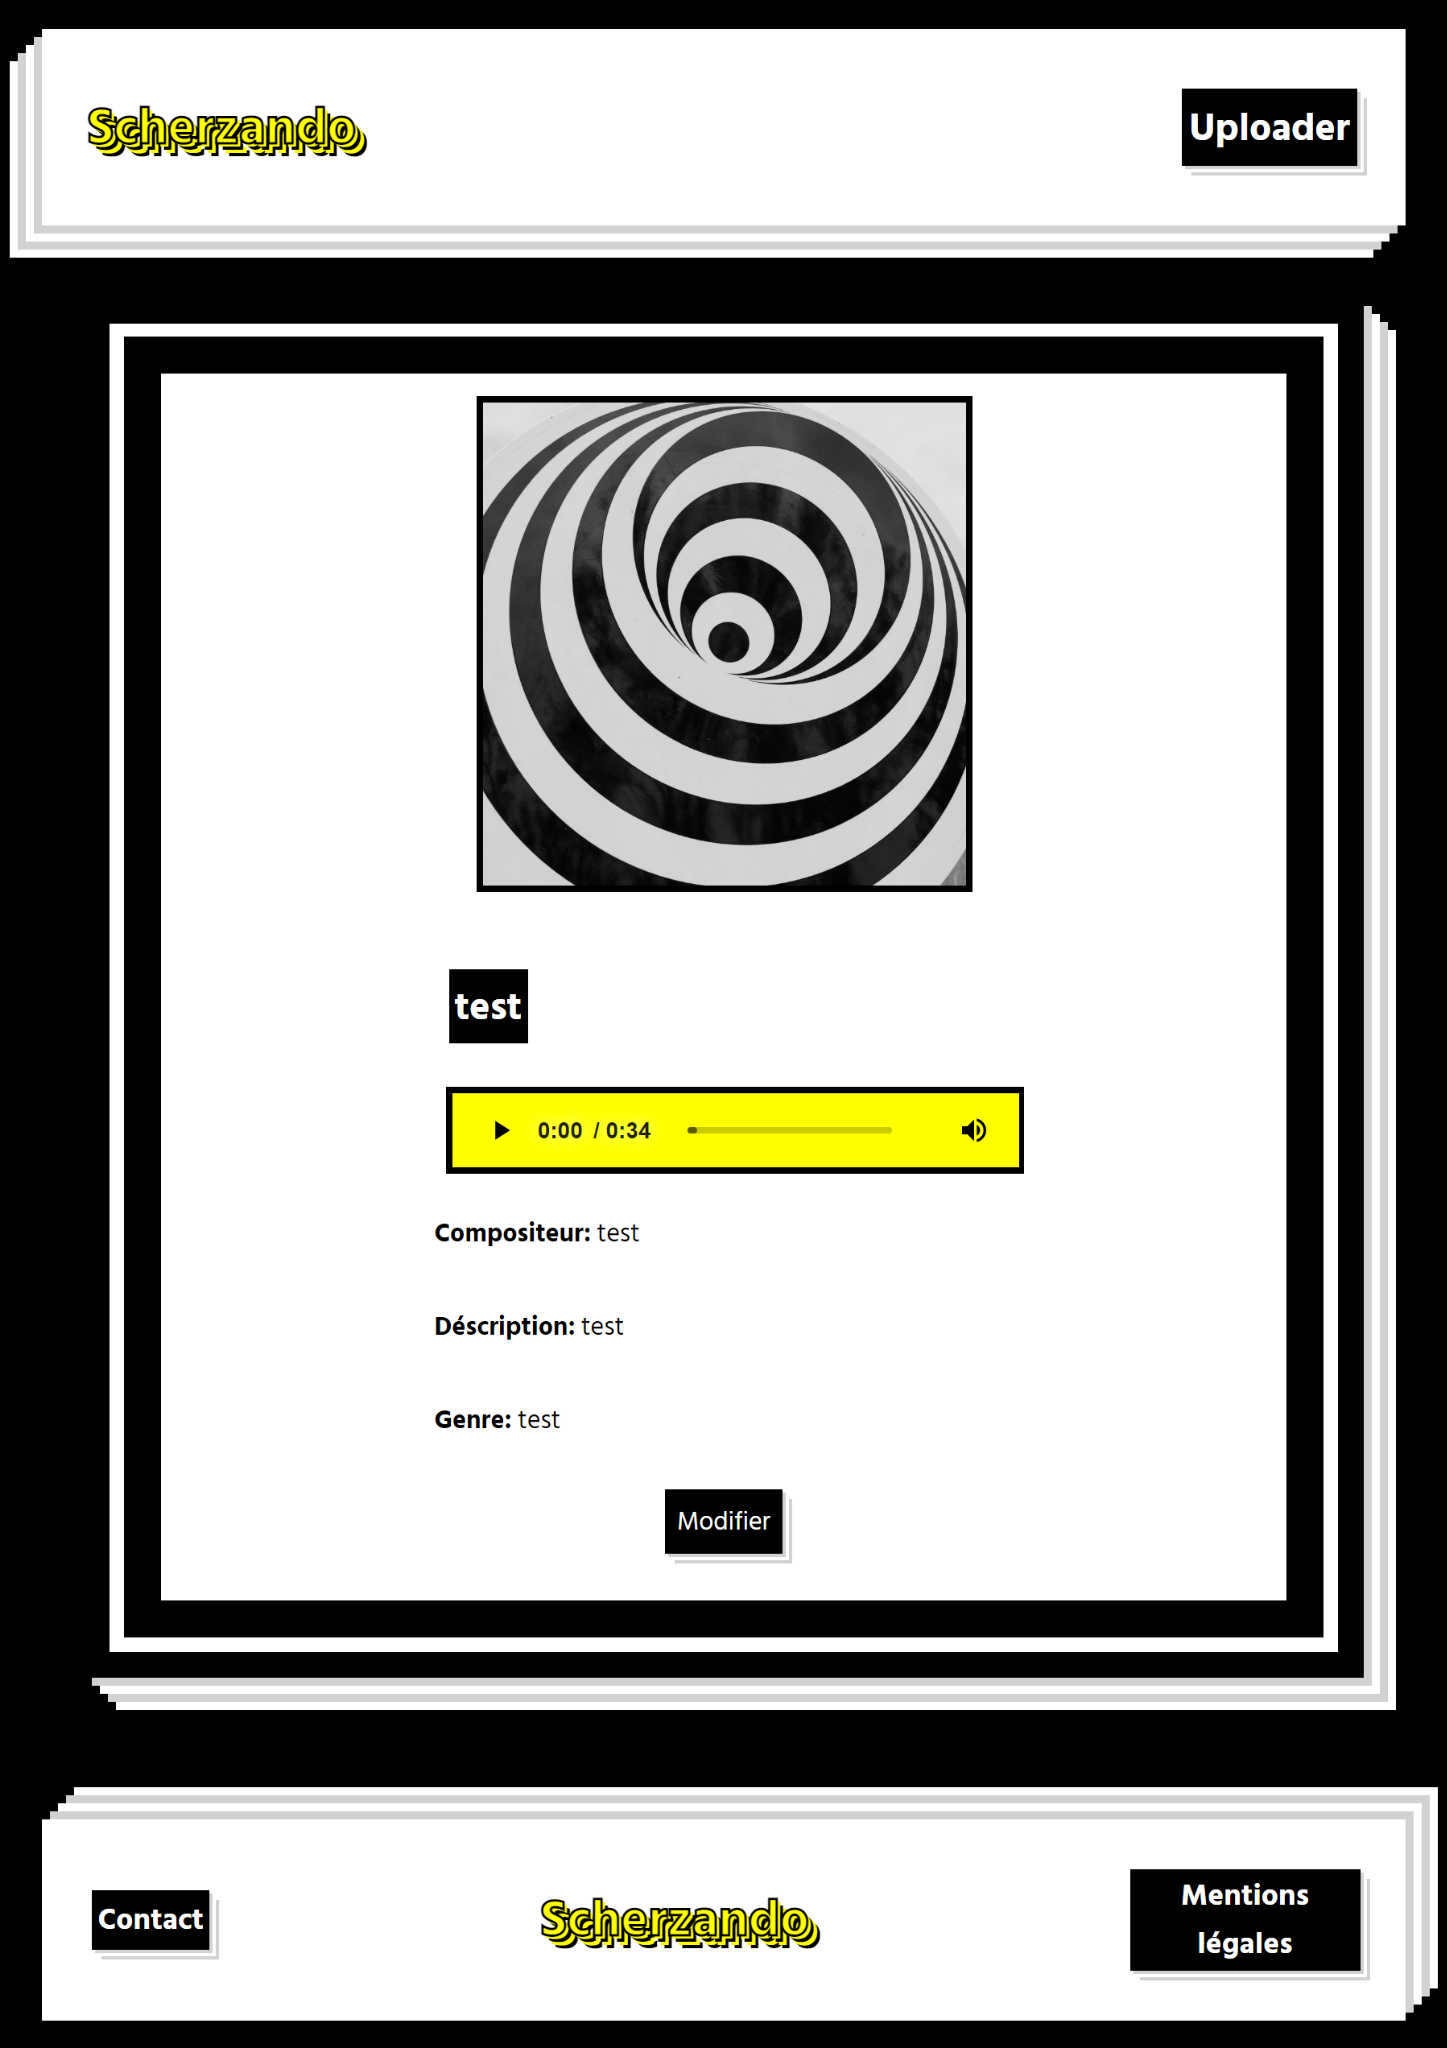 Scherzando
Uploader
test
0:00 / 0:34
Compositeur: test
Déscription: test
Genre: test
Modifier
Contact
Scherzando
Mentions
légales